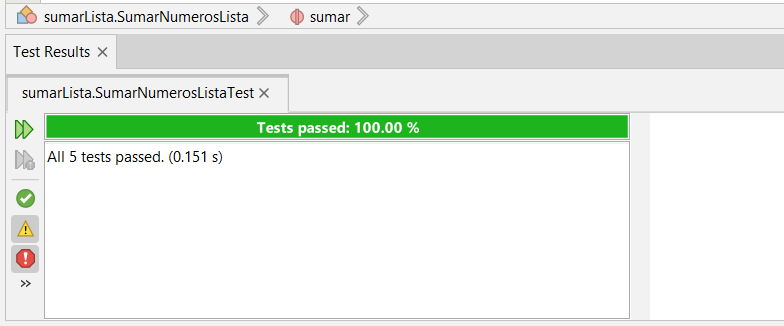 sumarLista.SumarNumerosLista sumar
Test Results
sumarLista.SumarNumerosListaTest
Tests passed: 100.00 %
All 5 tests passed. (0.151 s)